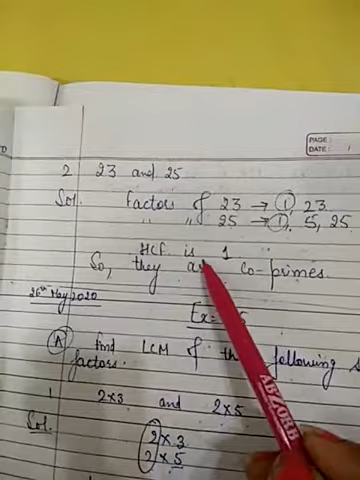 PAGE:
DATE:
2 23 and 25
Sol. Factors of 23 → 1, 23
" " 25 → 1, 5, 25
HCF is 1
So, they co-primes.
26th May 2020
A find LCM of the following
factors.
1 2×3 and 2×5
Sol.
2×3
2×5
ABZORB